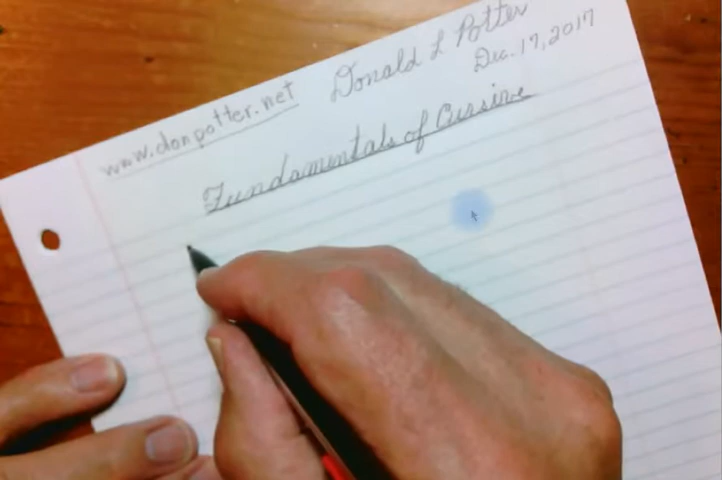 Donald L Potter
www.donpotter.net
Dec. 17, 2017
Fundamentals of Cursive